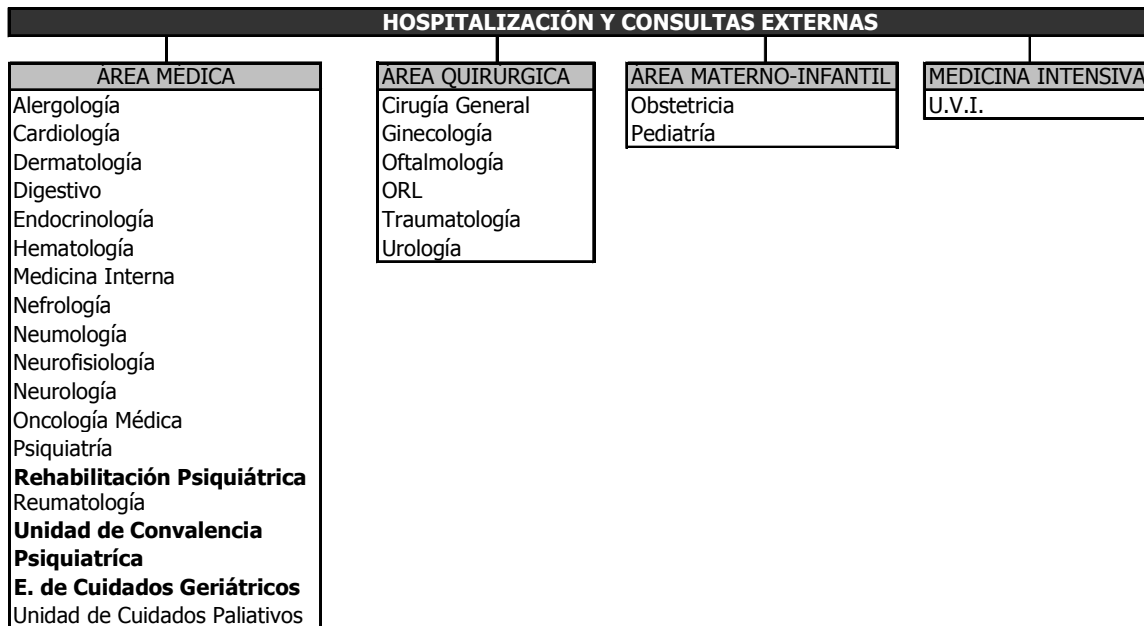 HOSPITALIZACIÓN Y CONSULTAS EXTERNAS
ÁREA MÉDICA
Alergología
Cardiología
Dermatología
Digestivo
Endocrinología
Hematología
Medicina Interna
Nefrología
Neumología
Neurofisiología
Neurología
Oncología Médica
Psiquiatría
Rehabilitación Psiquiátrica
Reumatología
Unidad de Convalencia
Psiquiatríca
E. de Cuidados Geriátricos
Unidad de Cuidados Paliativos
ÁREA QUIRÚRGICA
Cirugía General
Ginecología
Oftalmología
ORL
Traumatología
Urología
ÁREA MATERNO-INFANTIL
Obstetricia
Pediatría
MEDICINA INTENSIVA
U.V.I.